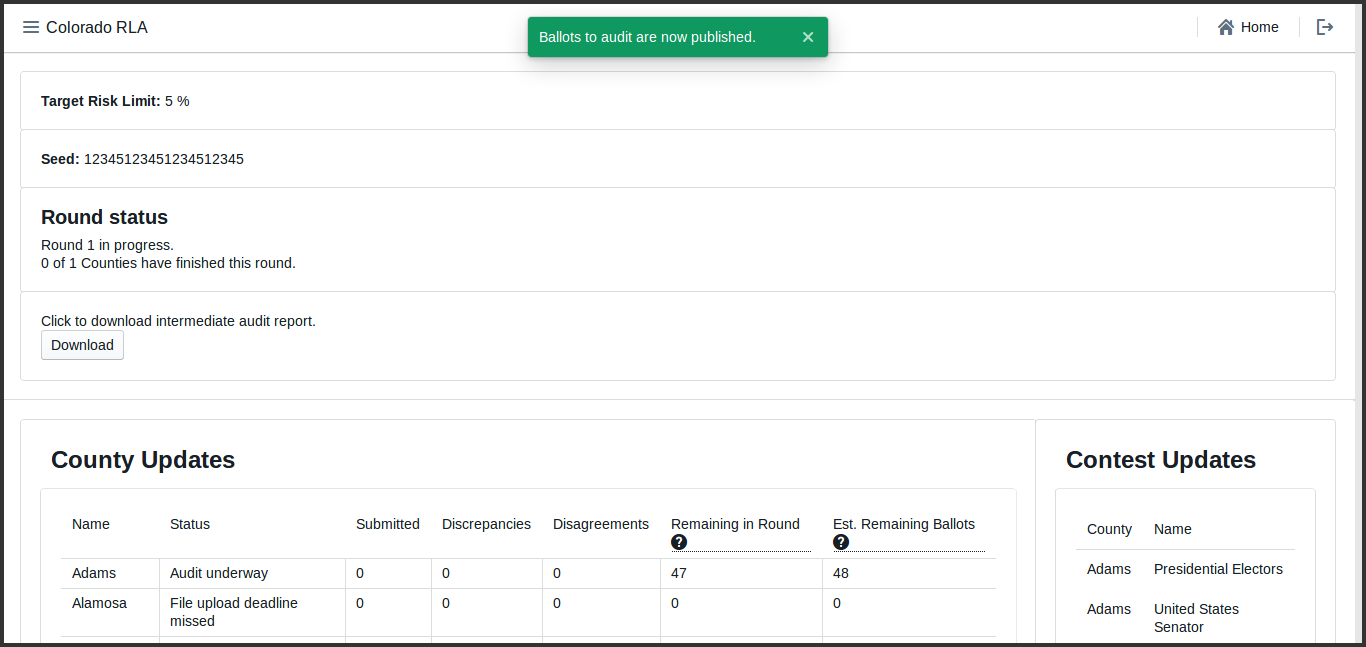 Colorado RLA
Ballots to audit are now published.
Home
Target Risk Limit: 5 %
Seed: 12345123451234512345
Round status
Round 1 in progress.
0 of 1 Counties have finished this round.
Click to download intermediate audit report.
Download
County Updates
Name Status Submitted Discrepancies Disagreements Remaining in Round ? Est. Remaining Ballots ?
Adams Audit underway 0 0 0 47 48
Alamosa File upload deadline missed 0 0 0 0 0
Contest Updates
County Name
Adams Presidential Electors
Adams United States
Senator